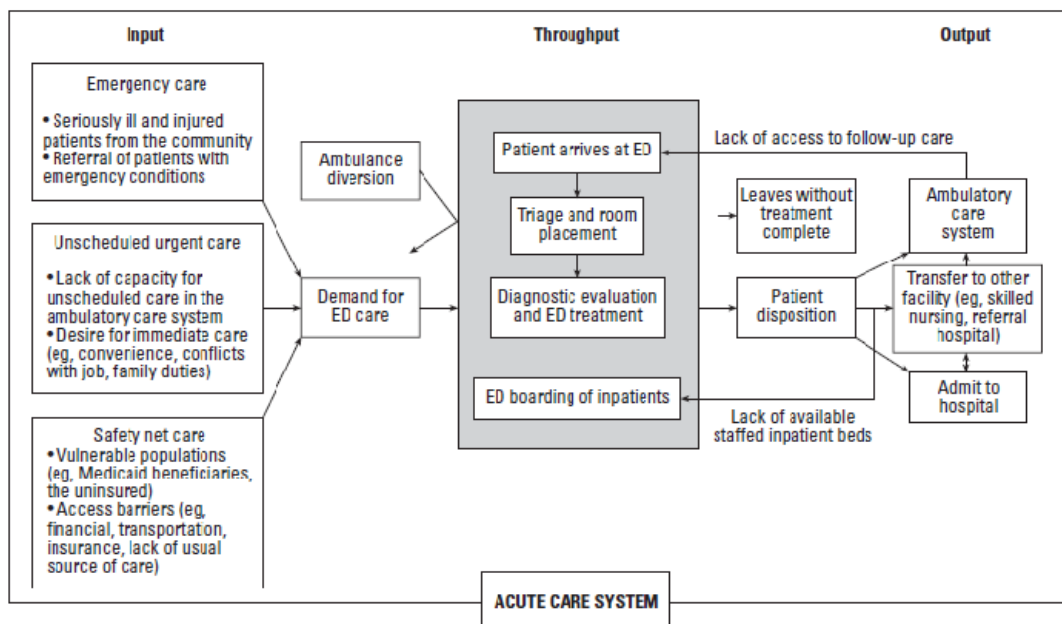 Input
Throughput
Output
Emergency care
• Seriously ill and injured
patients from the community
• Referral of patients with
emergency conditions
Unscheduled urgent care
• Lack of capacity for
unscheduled care in the
ambulatory care system
• Desire for immediate care
(eg, convenience, conflicts
with job, family duties)
Safety net care
• Vulnerable populations
(eg, Medicaid beneficiaries,
the uninsured)
• Access barriers (eg,
financial, transportation,
insurance, lack of usual
source of care)
Ambulance
diversion
Demand for
ED care
Patient arrives at ED
Triage and room
placement
Diagnostic evaluation
and ED treatment
ED boarding of inpatients
Lack of access to follow-up care
Leaves without
treatment
complete
Patient
disposition
Lack of available
staffed inpatient beds
Ambulatory
care
system
Transfer to other
facility (eg, skilled
nursing, referral
hospital)
Admit to
hospital
ACUTE CARE SYSTEM